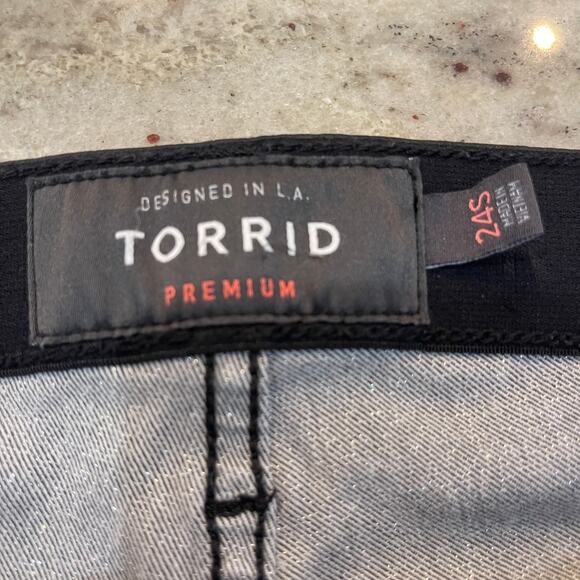 DESIGNED IN L.A.
TORRID
PREMIUM
24S
MADE IN
VIETNAM